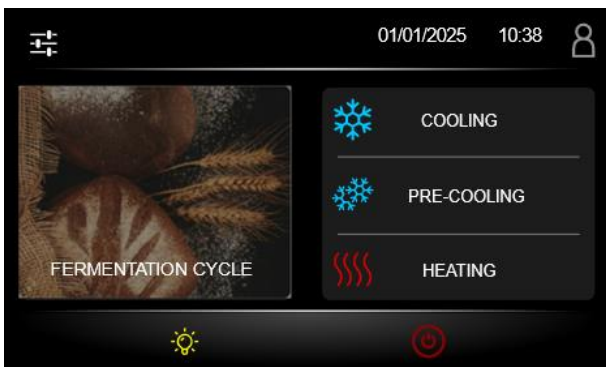 01/01/2025 10:38
COOLING
PRE-COOLING
FERMENTATION CYCLE
HEATING